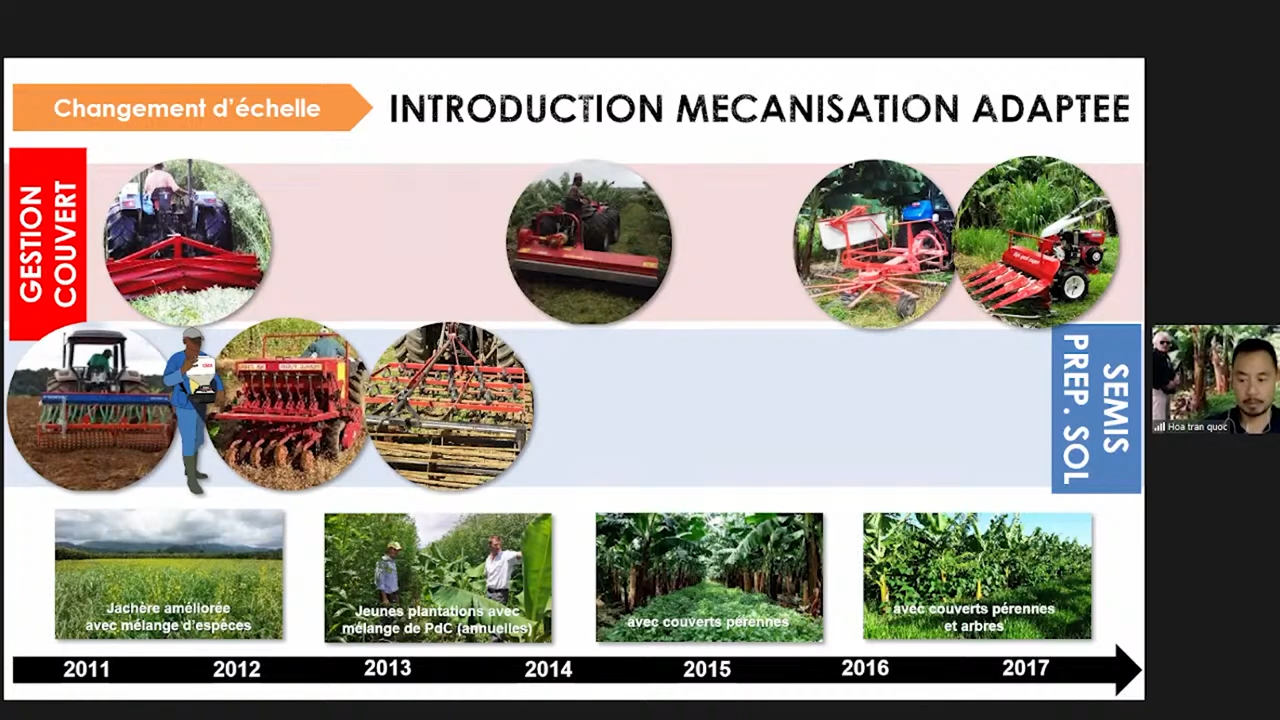 Changement d'échelle
INTRODUCTION MECANISATION ADAPTEE
GESTION
COUVERT
SEMIS
PREP. SOL
Hoa tran quoc
Jachère améliorée
avec mélange d'espèces
Jeunes plantations avec
mélange de PdC (annuelles)
avec couverts pérennes
avec couverts pérennes
et arbres
2011
2012
2013
2014
2015
2016
2017